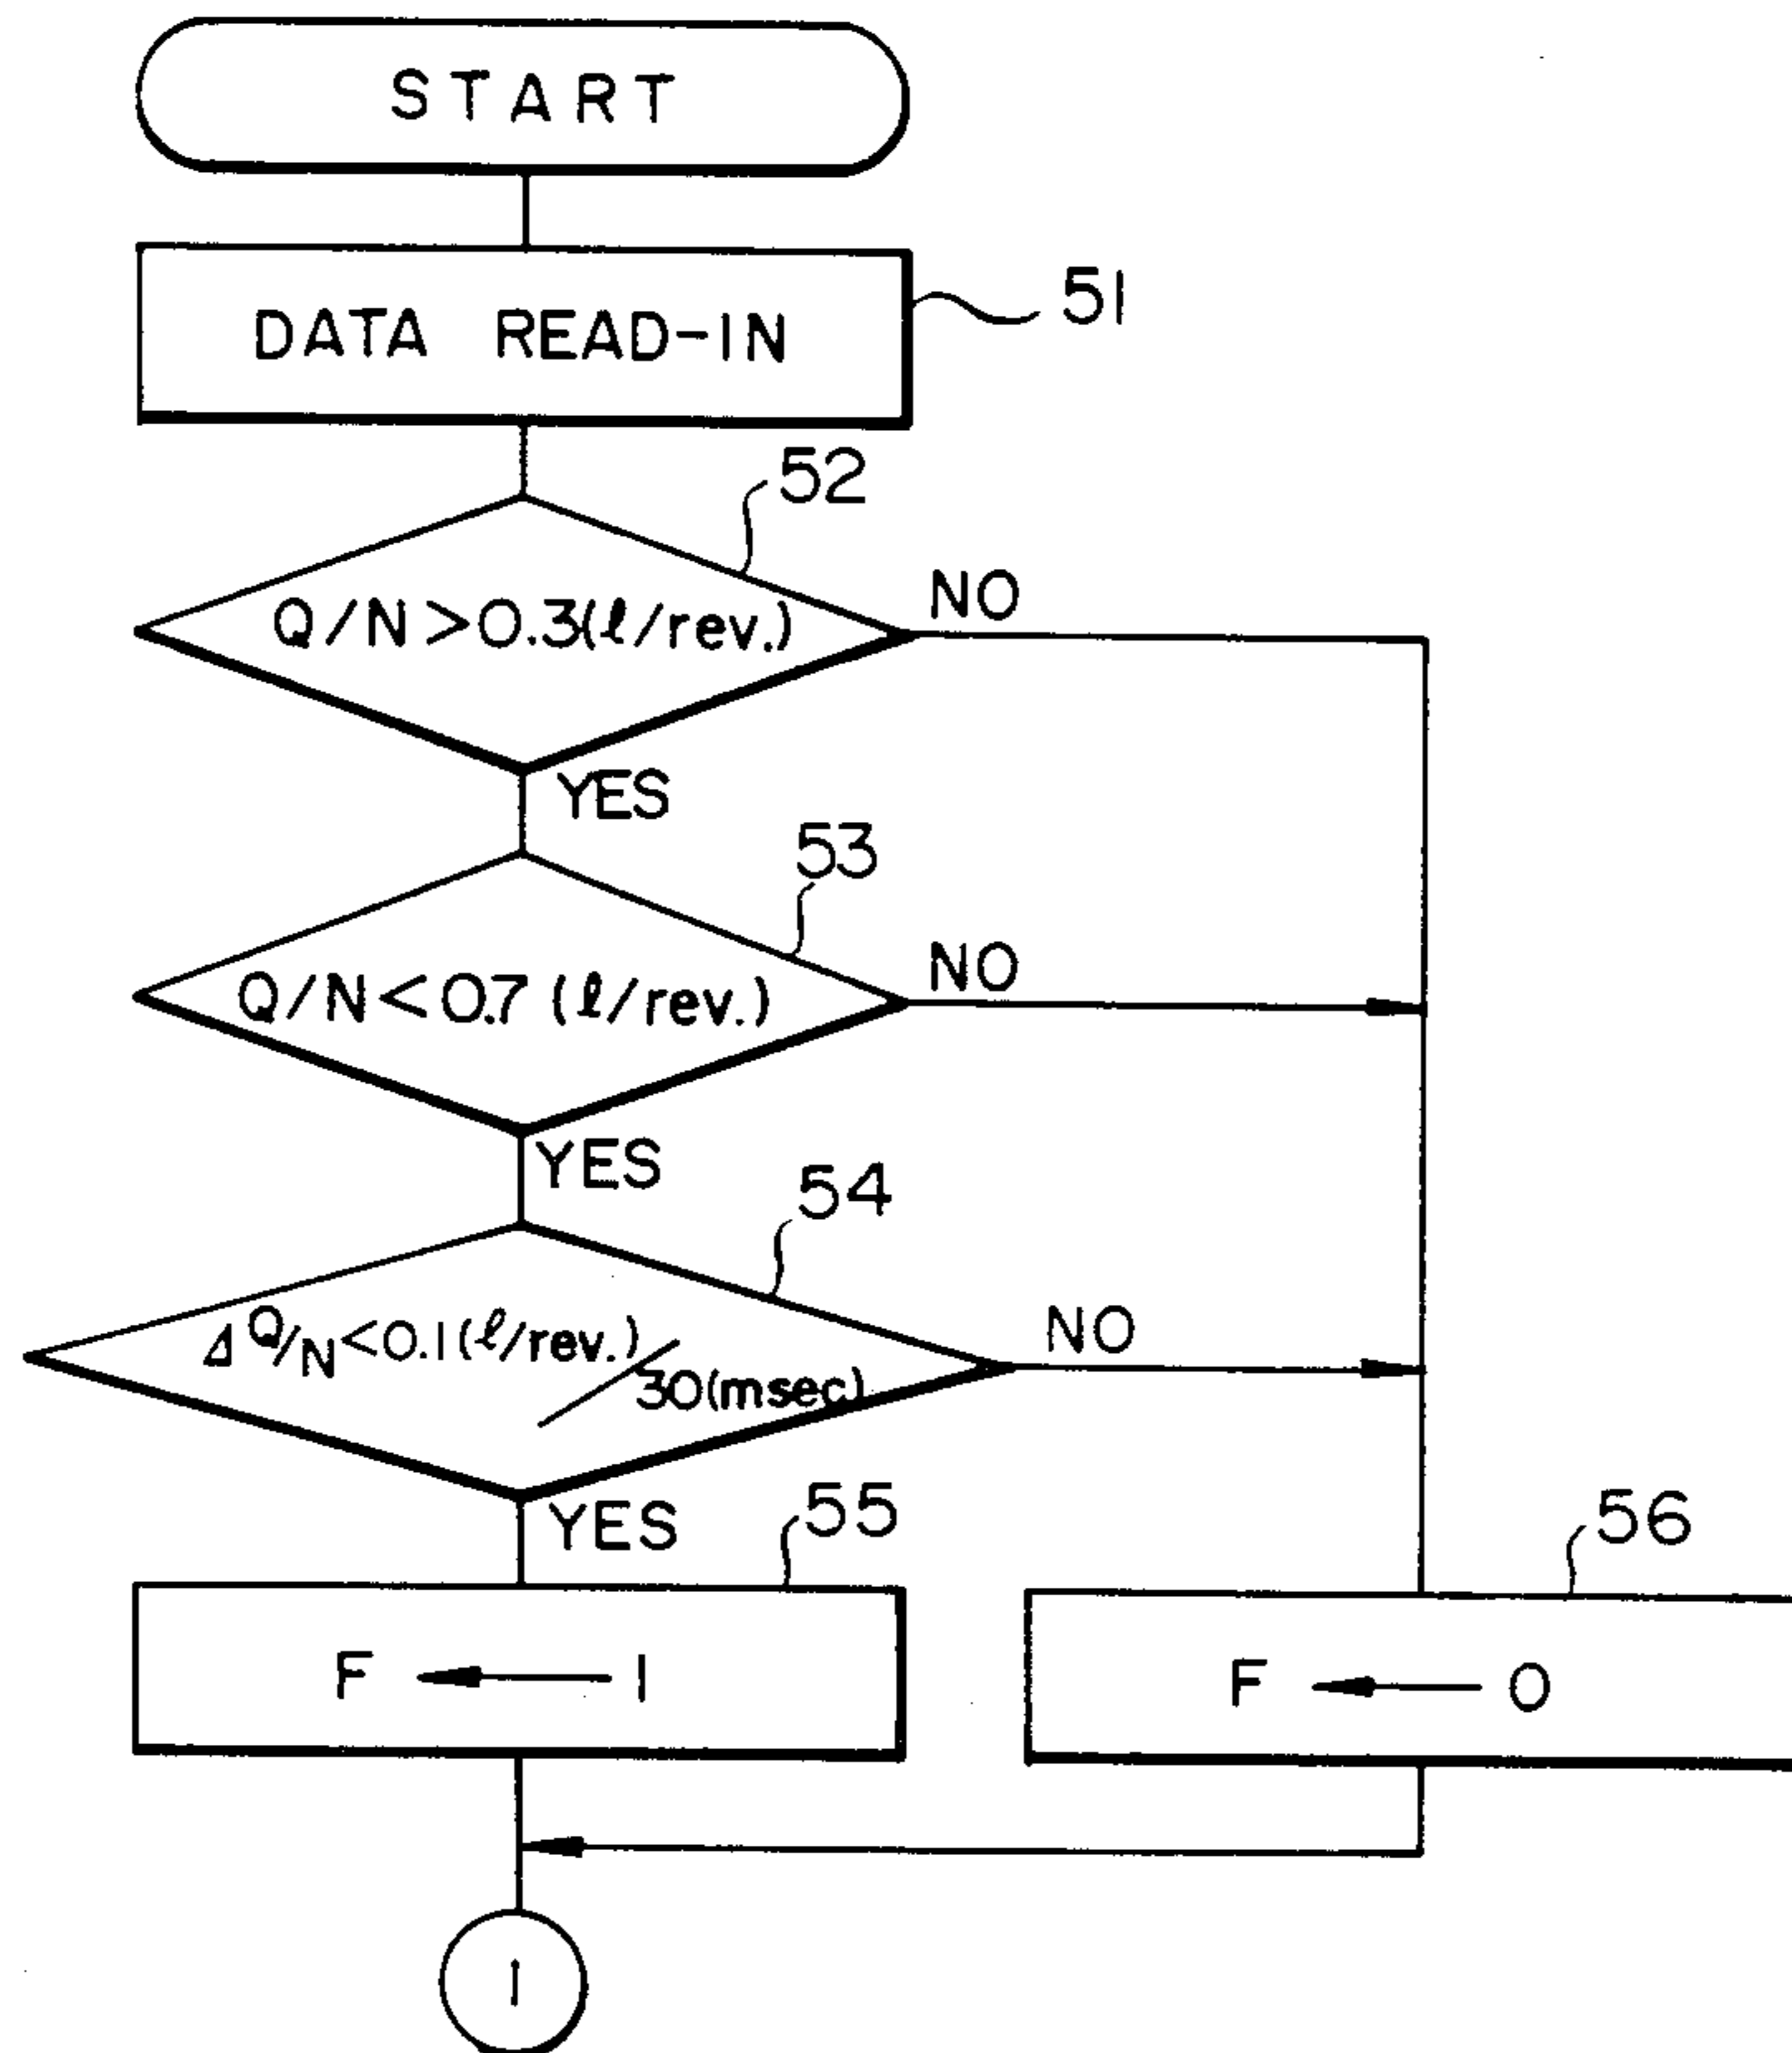 START
DATA READ-IN
51
52
Q/N>0.3(ℓ/rev.)
NO
YES
53
Q/N<0.7 (ℓ/rev.)
NO
YES
54
Δ Q/N<0.1(ℓ/rev.)/30(msec)
NO
YES
55
F ← 1
56
F ← 0
1